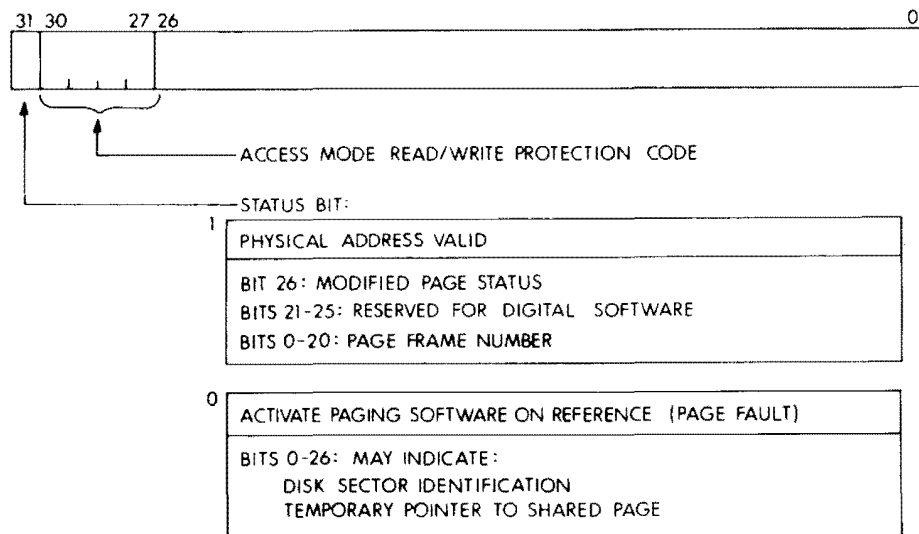 31 30 27 26 0
ACCESS MODE READ/WRITE PROTECTION CODE
STATUS BIT:
1
PHYSICAL ADDRESS VALID
BIT 26: MODIFIED PAGE STATUS
BITS 21-25: RESERVED FOR DIGITAL SOFTWARE
BITS 0-20: PAGE FRAME NUMBER
0
ACTIVATE PAGING SOFTWARE ON REFERENCE (PAGE FAULT)
BITS 0-26: MAY INDICATE:
DISK SECTOR IDENTIFICATION
TEMPORARY POINTER TO SHARED PAGE